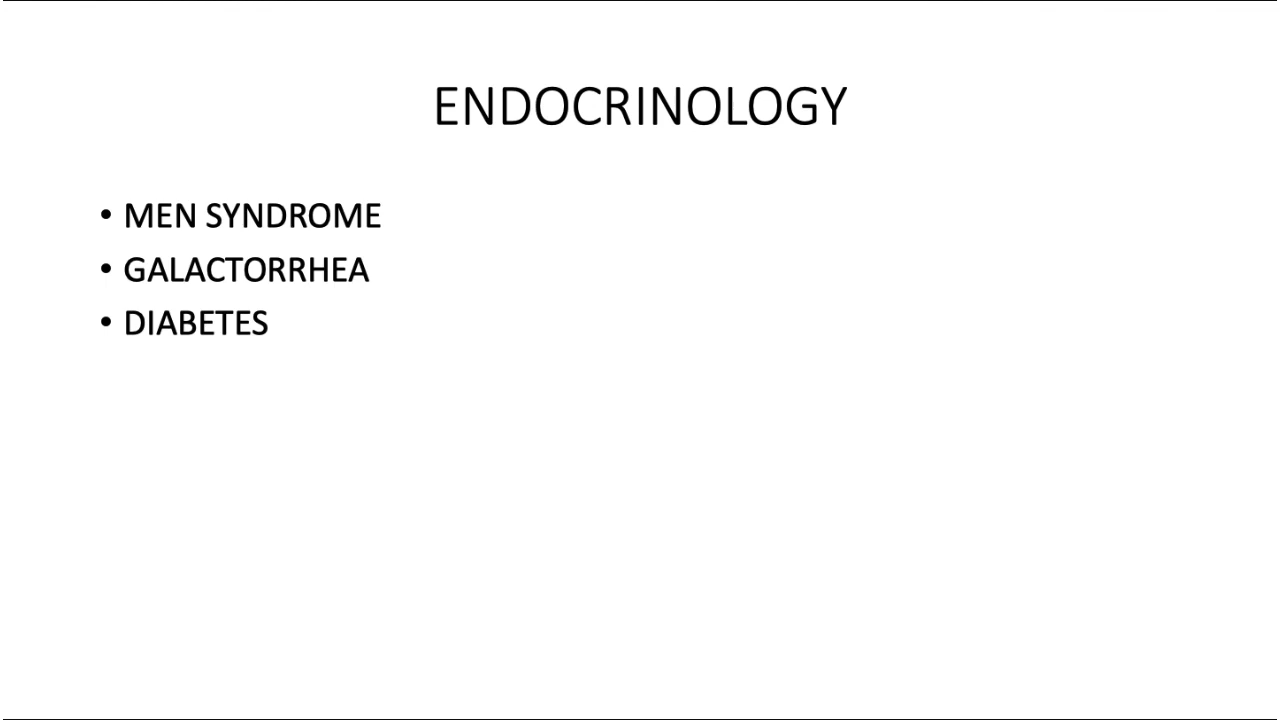 ENDOCRINOLOGY
• MEN SYNDROME
• GALACTORRHEA
• DIABETES